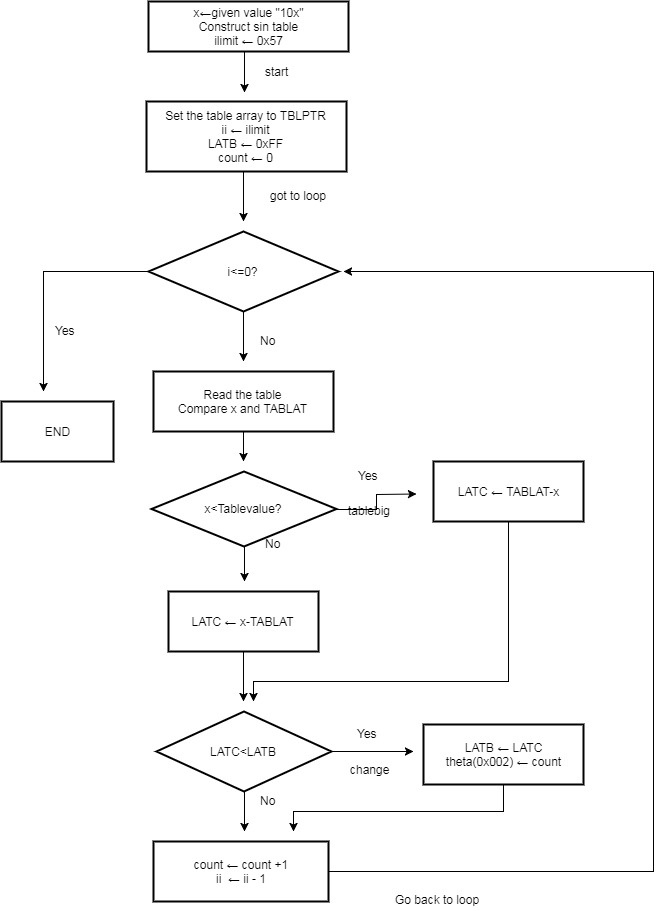 x←given value "10x"
Construct sin table
ilimit ← 0x57
start
Set the table array to TBLPTR
ii ← ilimit
LATB ← 0xFF
count ← 0
got to loop
i<=0?
Yes
No
END
Read the table
Compare x and TABLAT
x<Tablevalue?
Yes
tablebig
LATC ← TABLAT-x
No
LATC ← x-TABLAT
LATC<LATB
Yes
change
LATB ← LATC
theta(0x002) ← count
No
count ← count +1
ii ← ii - 1
Go back to loop